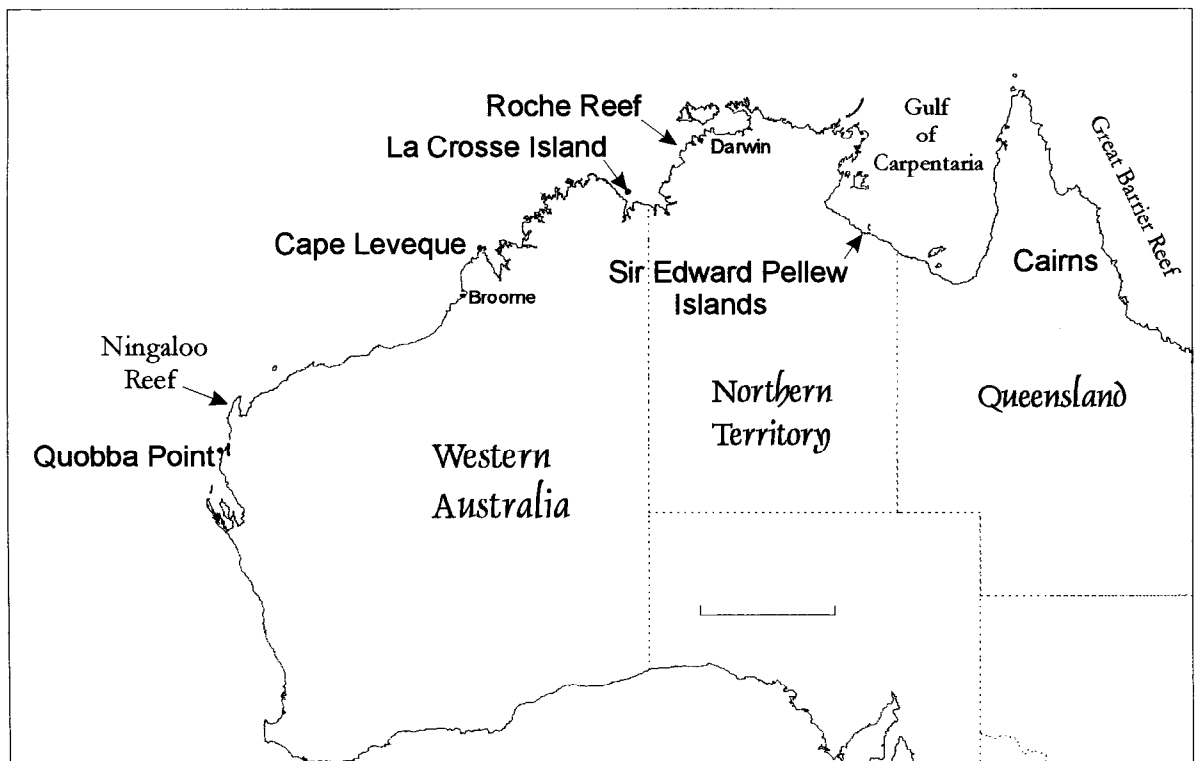 Roche Reef
La Crosse Island
Darwin
Gulf
of
Carpentaria
Great Barrier Reef
Cape Leveque
Broome
Sir Edward Pellew
Islands
Cairns
Ningaloo
Reef
Quobba Point
Western
Australia
Northern
Territory
Queensland